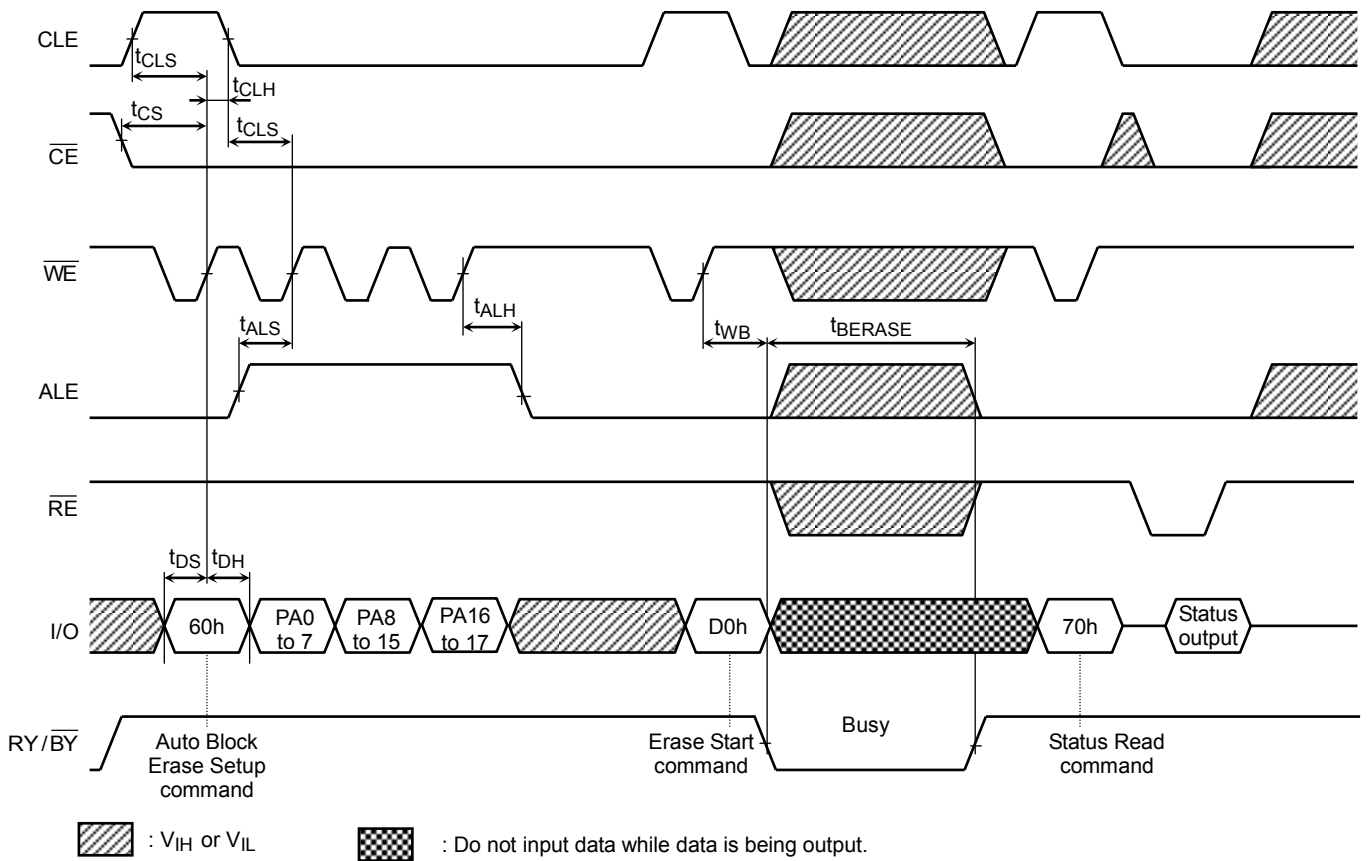 CLE
tCLS
tCLH
tCS
tCLS
CE
WE
tALS
tALH
tWB
tBERASE
ALE
RE
tDS
tDH
I/O
60h
PA0
to 7
PA8
to 15
PA16
to 17
D0h
70h
Status
output
RY/BY
Auto Block
Erase Setup
command
Erase Start
command
Busy
Status Read
command
: VIH or VIL
: Do not input data while data is being output.